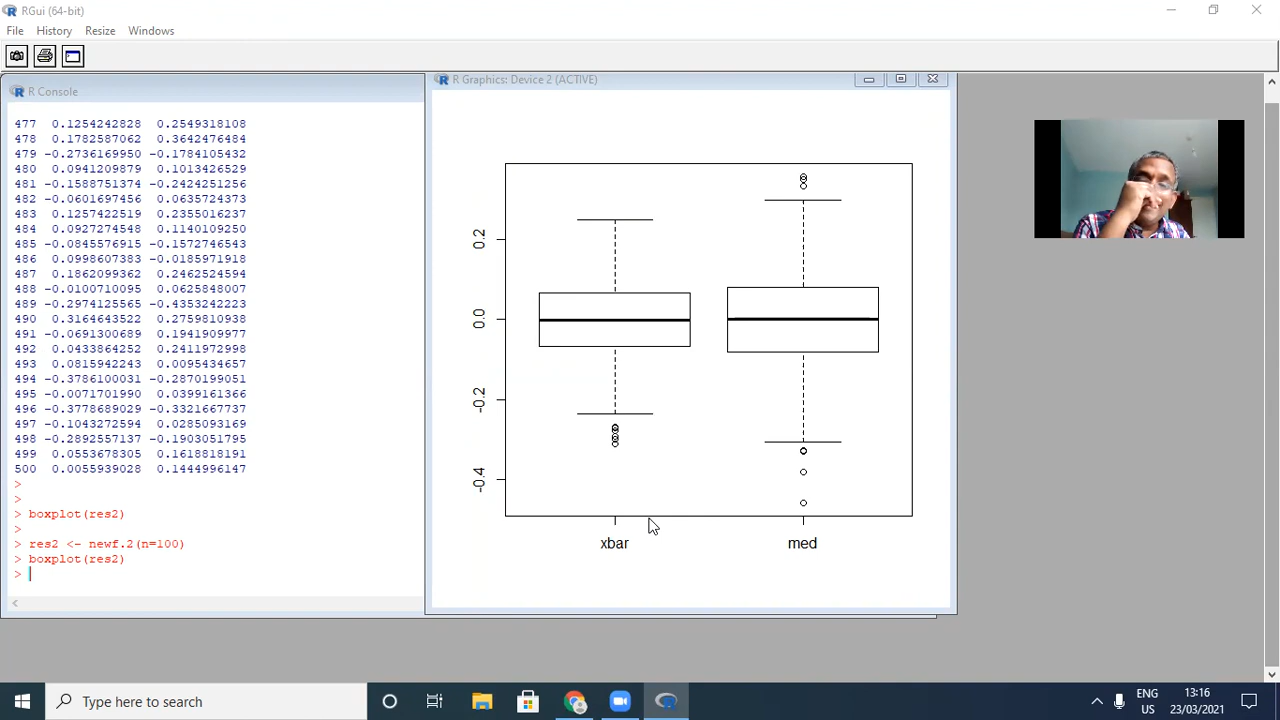 RGui (64-bit)
File History Resize Windows
R Console
477 0.1254242828 0.2549318108
478 0.1782587062 0.3642476484
479 -0.2736169950 -0.1784105432
480 0.0941209879 0.1013426529
481 -0.1588751374 -0.2424251256
482 -0.0601697456 0.0635724373
483 0.1257422519 0.2355016237
484 0.0927274548 0.1140109250
485 -0.0845576915 -0.1572746543
486 0.0998607383 -0.0185971918
487 0.1862099362 0.2462524594
488 -0.0100710095 0.0625848007
489 -0.2974125565 -0.4353242223
490 0.3164643522 0.2759810938
491 -0.0691300689 0.1941909977
492 0.0433864252 0.2411972998
493 0.0815942243 0.0095434657
494 -0.3786100031 -0.2870199051
495 -0.0071701990 0.0399161366
496 -0.3778689029 -0.3321667737
497 -0.1043272594 0.0285093169
498 -0.2892557137 -0.1903051795
499 0.0553678305 0.1618818191
500 0.0055939028 0.1444996147
>
>
> boxplot(res2)
>
> res2 <- newf.2(n=100)
> boxplot(res2)
>
R Graphics: Device 2 (ACTIVE)
0.2
0.0
-0.2
-0.4
xbar med
Type here to search
ENG
US
13:16
23/03/2021